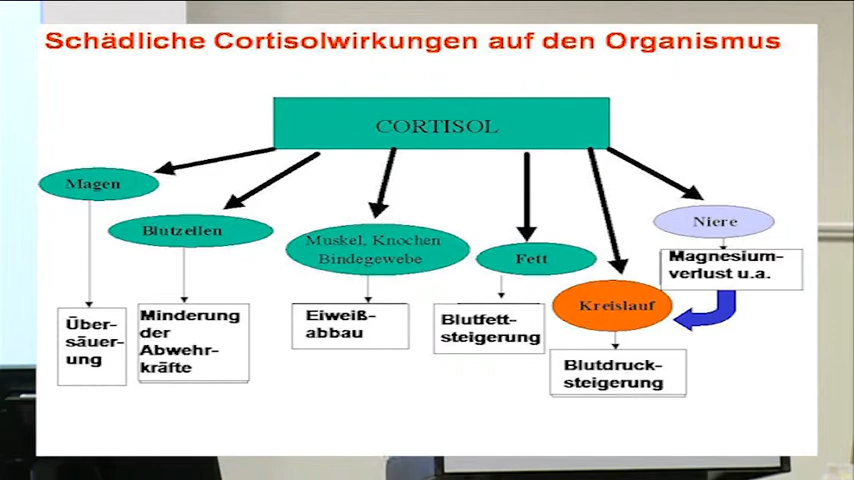 Schädliche Cortisolwirkungen auf den Organismus
CORTISOL
Magen
Blutzellen
Muskel, Knochen
Bindegewebe
Fett
Kreislauf
Niere
Magnesium-
verlust u.a.
Über-
säuer-
ung
Minderung
der
Abwehr-
kräfte
Eiweiß-
abbau
Blutfett-
steigerung
Blutdruck-
steigerung